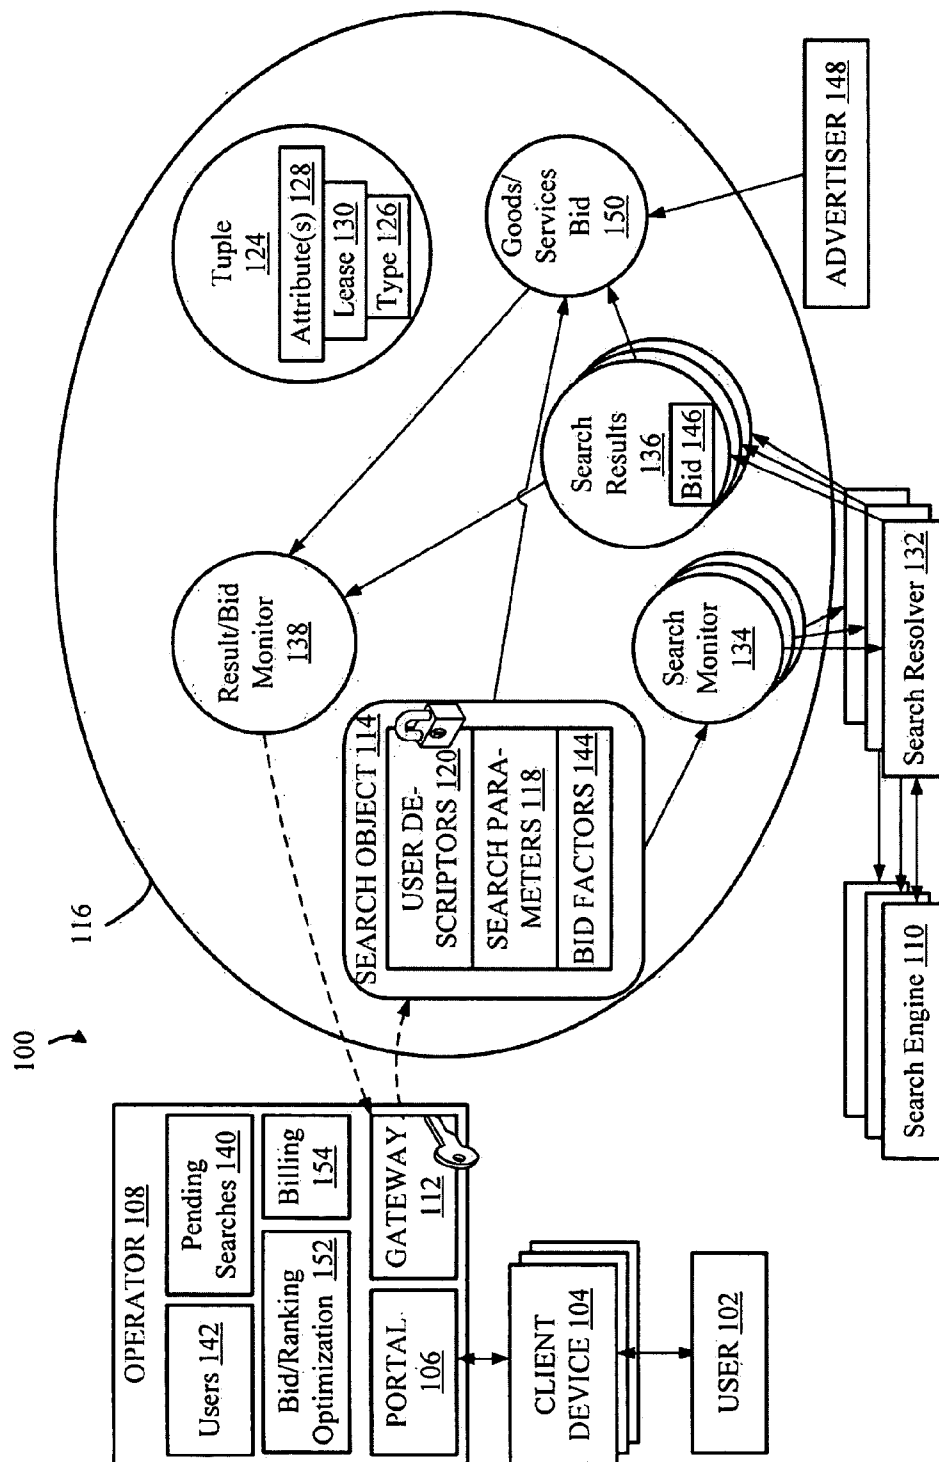 100
116
OPERATOR 108
Users 142
Pending
Searches 140
Bid/Ranking
Optimization 152
Billing
154
PORTAL
106
GATEWAY
112
CLIENT
DEVICE 104
USER 102
Result/Bid
Monitor
138
Tuple
124
Attribute(s) 128
Lease 130
Type 126
SEARCH OBJECT 114
USER DE-
SCRIPTORS 120
SEARCH PARA-
METERS 118
BID FACTORS 144
Search
Results
136
Bid 146
Goods/
Services
Bid
150
Search
Monitor
134
ADVERTISER 148
Search Engine 110
Search Resolver 132